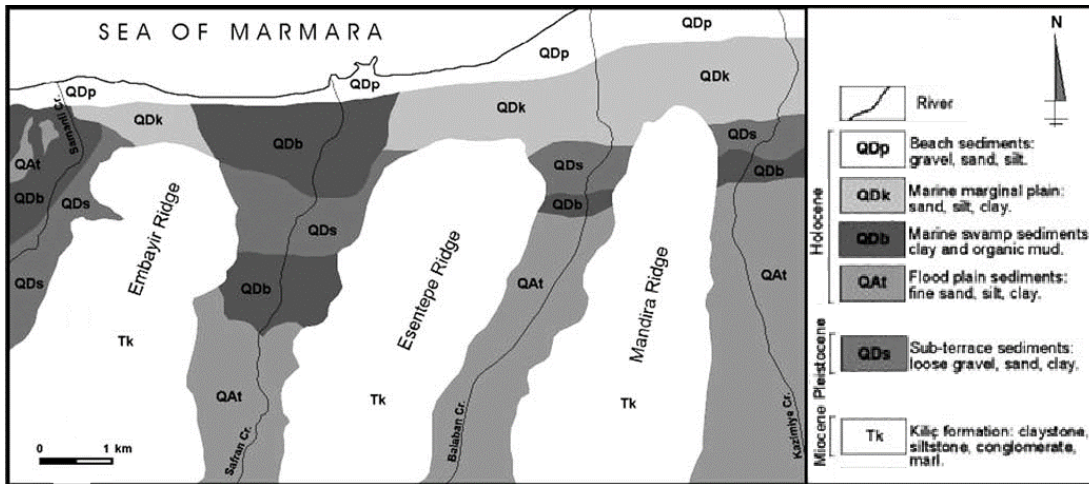 SEA OF MARMARA
QDp
QDp
QDp
QDp
QDk
QDk
QDk
Samanlı Cr.
QAt
QDb
QDs
QDs
QDb
QDs
QDb
QDs
QDb
QDs
QDb
QAt
QAt
QAt
Embayir Ridge
Esentepe Ridge
Mandira Ridge
Tk
Tk
Tk
Safran Cr.
Balaban Cr.
Kazimiye Cr.
0 1 km
N
River
Holocene
QDp Beach sediments:
gravel, sand, silt.
QDk Marine marginal plain:
sand, silt, clay.
QDb Marine swamp sediments:
clay and organic mud.
QAt Flood plain sediments:
fine sand, silt, clay.
Pleistocene
QDs Sub-terrace sediments:
loose gravel, sand, clay.
Miocene
Tk Kiliç formation: claystone,
siltstone, conglomerate,
marl.